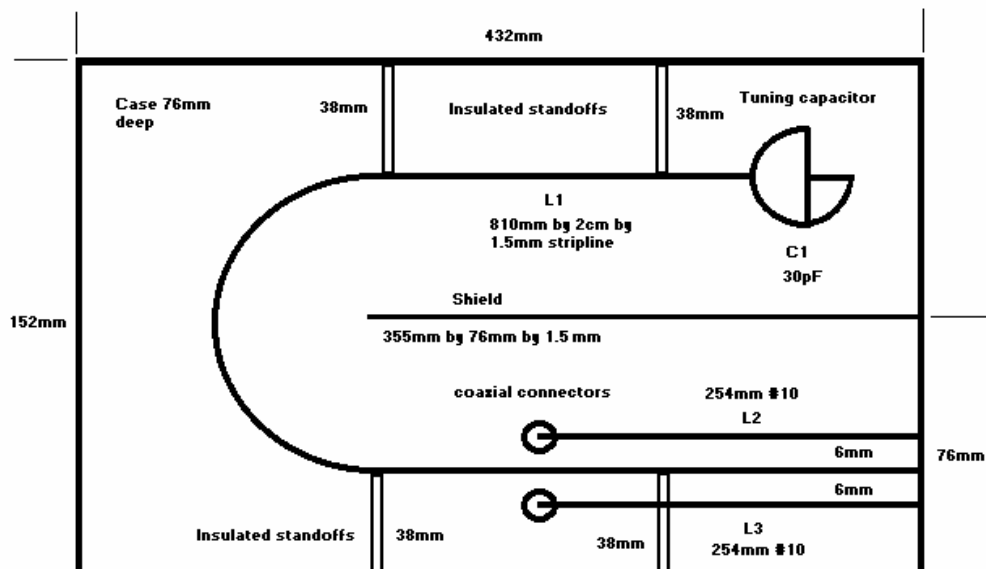 432mm
Case 76mm
deep
38mm
Insulated standoffs
38mm
Tuning capacitor
L1
810mm by 2cm by
1.5mm stripline
C1
30pF
152mm
Shield
355mm by 76mm by 1.5 mm
coaxial connectors
254mm #10
L2
6mm
76mm
6mm
Insulated standoffs
38mm
38mm
L3
254mm #10